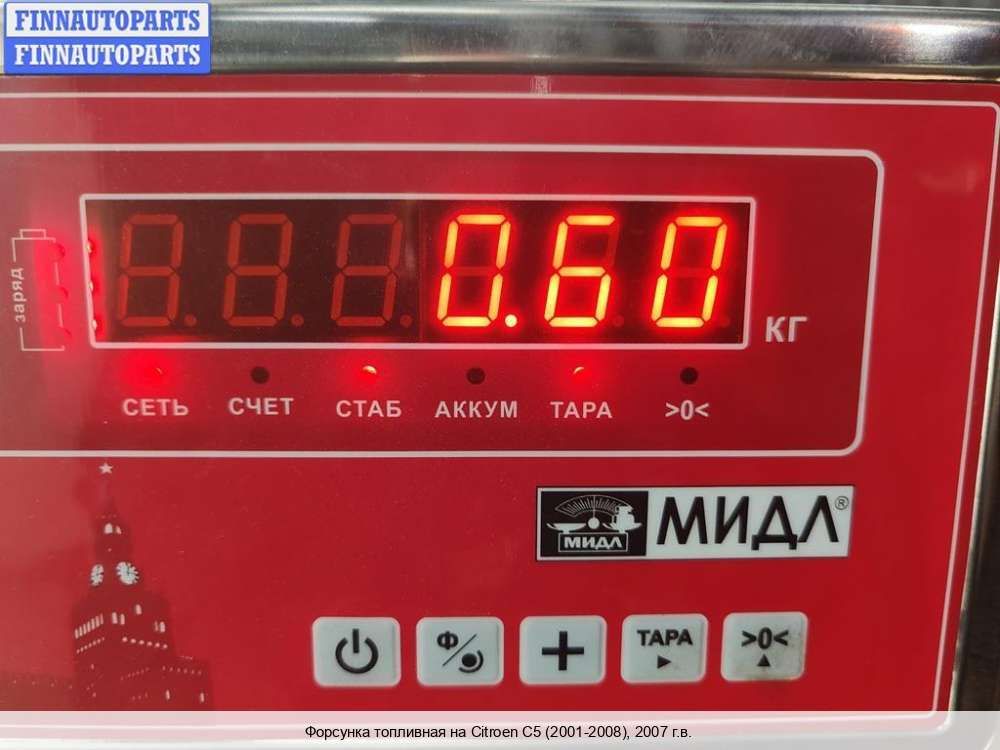 FINNAUTOPARTS
FINNAUTOPARTS
заряд
0.60
КГ
СЕТЬ СЧЕТ СТАБ АККУМ ТАРА >0<
МИДЛ МИДЛ®
Ф ТАРА >0<
Форсунка топливная на Citroen C5 (2001-2008), 2007 г.в.